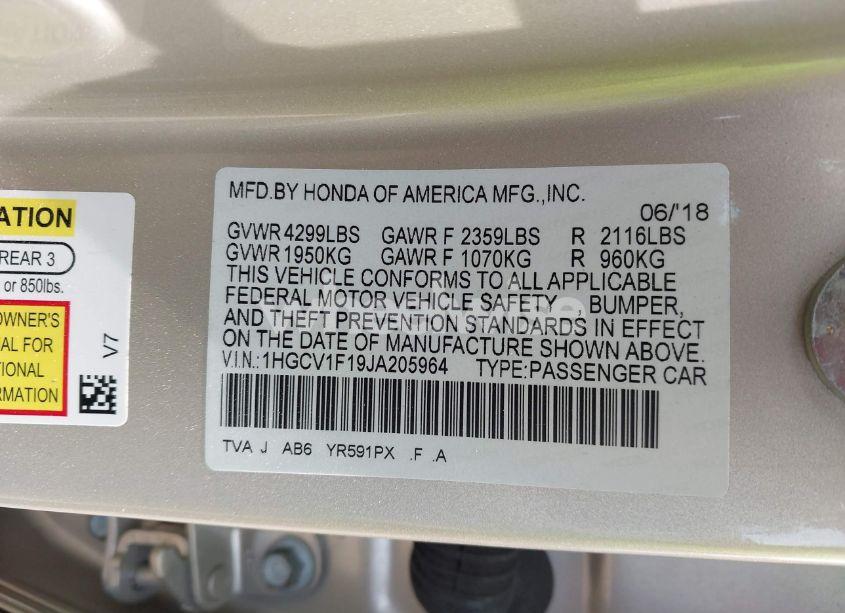 ATION
REAR 3
or 850lbs.
OWNER'S
AL FOR
TIONAL
RMATION
V7
MFD.BY HONDA OF AMERICA MFG.,INC.
06/'18
GVWR 4299LBS GAWR F 2359LBS R 2116LBS
GVWR 1950KG GAWR F 1070KG R 960KG
THIS VEHICLE CONFORMS TO ALL APPLICABLE
FEDERAL MOTOR VEHICLE SAFETY , BUMPER,
AND THEFT PREVENTION STANDARDS IN EFFECT
ON THE DATE OF MANUFACTURE SHOWN ABOVE.
V.I.N.:1HGCV1F19JA205964 TYPE:PASSENGER CAR
TVA J AB6 YR591PX .F .A